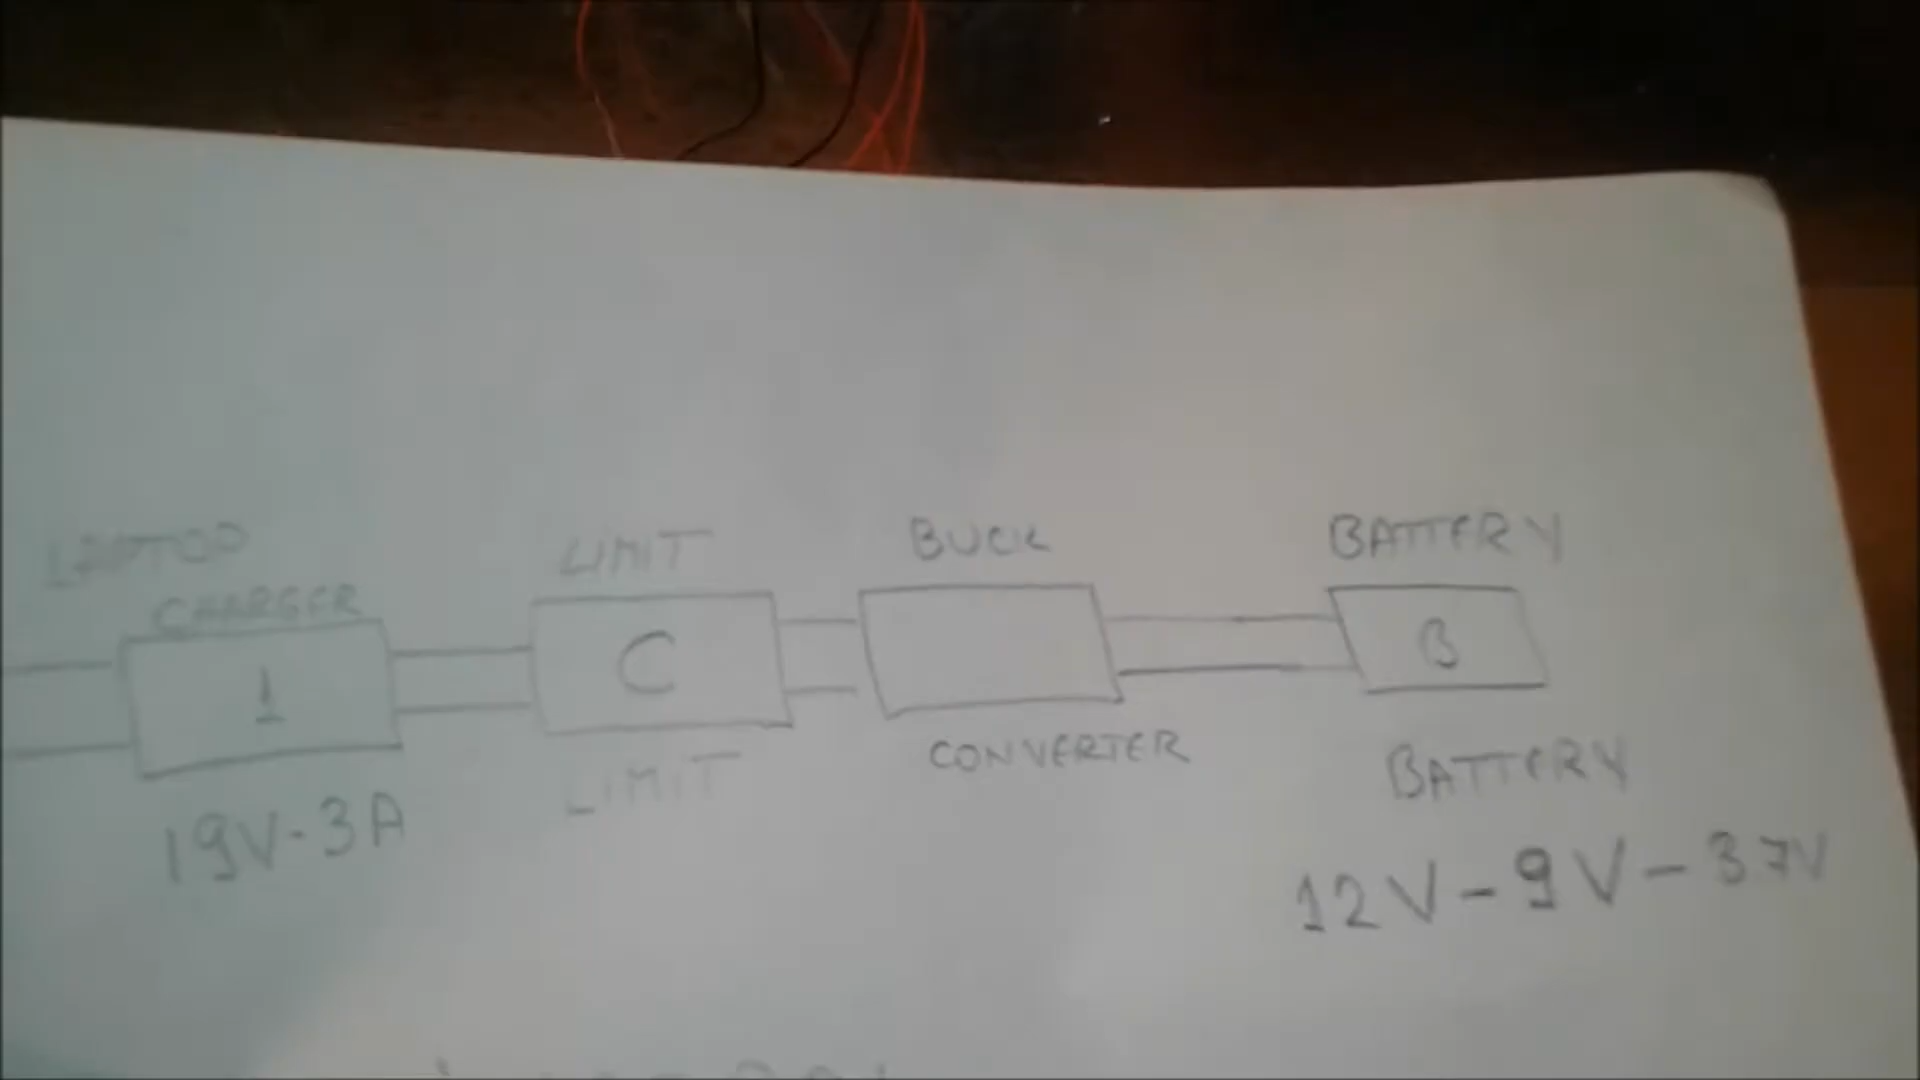 LAPTOP
CHARGER
1
19V-3A
LIMIT
C
LIMIT
BUCK
CONVERTER
BATTERY
B
BATTERY
12V-9V-3.7V